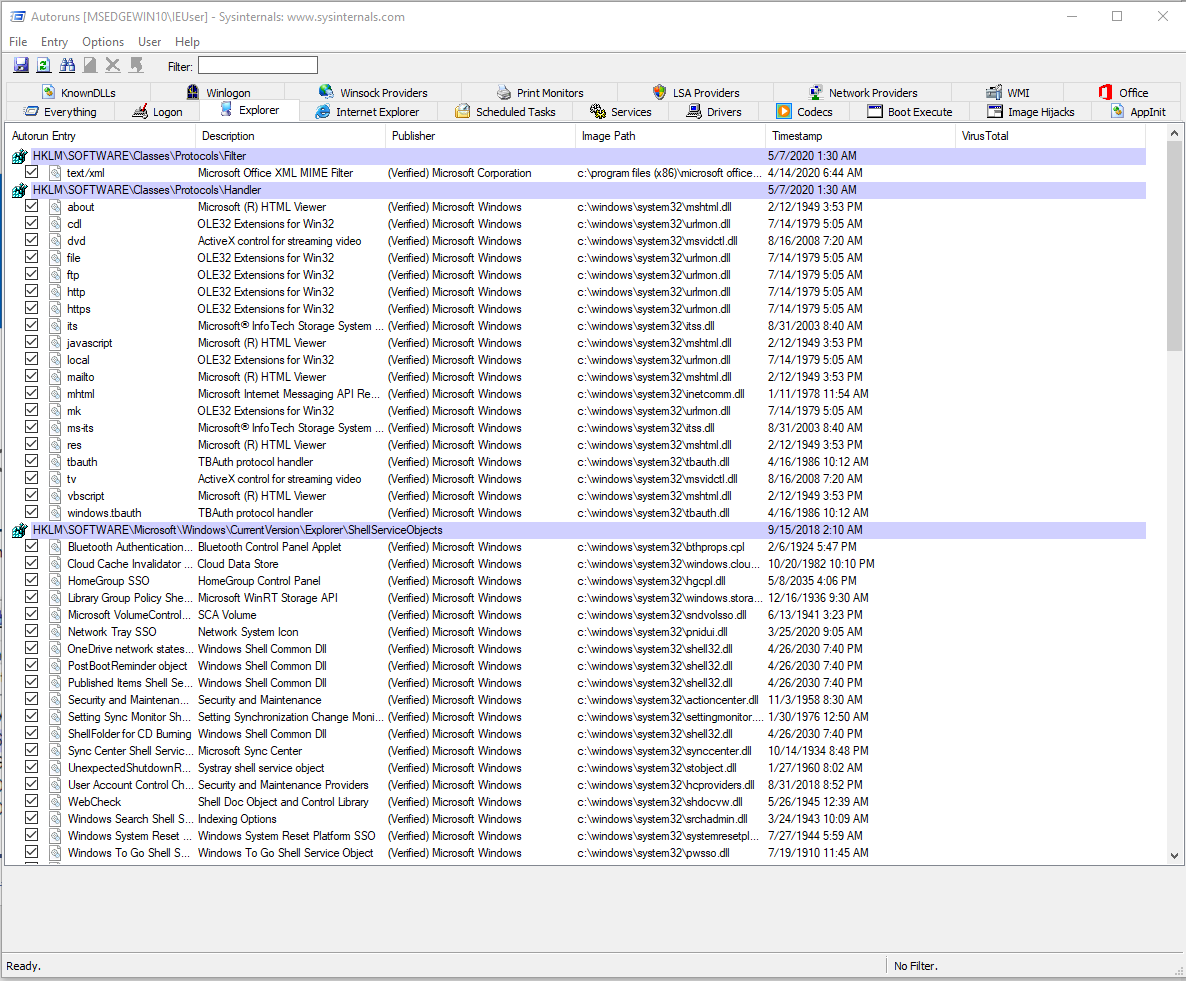 Autoruns [MSEDGEWIN10\IEUser] - Sysinternals: www.sysinternals.com
File Entry Options User Help
Filter:
KnownDLLs Winlogon Winsock Providers Print Monitors LSA Providers Network Providers WMI Office
Everything Logon Explorer Internet Explorer Scheduled Tasks Services Drivers Codecs Boot Execute Image Hijacks AppInit
Autorun Entry Description Publisher Image Path Timestamp VirusTotal
HKLM\SOFTWARE\Classes\Protocols\Filter 5/7/2020 1:30 AM
text/xml Microsoft Office XML MIME Filter (Verified) Microsoft Corporation c:\program files (x86)\microsoft office... 4/14/2020 6:44 AM
HKLM\SOFTWARE\Classes\Protocols\Handler 5/7/2020 1:30 AM
about Microsoft (R) HTML Viewer (Verified) Microsoft Windows c:\windows\system32\mshtml.dll 2/12/1949 3:53 PM
cdl OLE32 Extensions for Win32 (Verified) Microsoft Windows c:\windows\system32\urlmon.dll 7/14/1979 5:05 AM
dvd ActiveX control for streaming video (Verified) Microsoft Windows c:\windows\system32\msvidctl.dll 8/16/2008 7:20 AM
file OLE32 Extensions for Win32 (Verified) Microsoft Windows c:\windows\system32\urlmon.dll 7/14/1979 5:05 AM
ftp OLE32 Extensions for Win32 (Verified) Microsoft Windows c:\windows\system32\urlmon.dll 7/14/1979 5:05 AM
http OLE32 Extensions for Win32 (Verified) Microsoft Windows c:\windows\system32\urlmon.dll 7/14/1979 5:05 AM
https OLE32 Extensions for Win32 (Verified) Microsoft Windows c:\windows\system32\urlmon.dll 7/14/1979 5:05 AM
its Microsoft® InfoTech Storage System ... (Verified) Microsoft Windows c:\windows\system32\itss.dll 8/31/2003 8:40 AM
javascript Microsoft (R) HTML Viewer (Verified) Microsoft Windows c:\windows\system32\mshtml.dll 2/12/1949 3:53 PM
local OLE32 Extensions for Win32 (Verified) Microsoft Windows c:\windows\system32\urlmon.dll 7/14/1979 5:05 AM
mailto Microsoft (R) HTML Viewer (Verified) Microsoft Windows c:\windows\system32\mshtml.dll 2/12/1949 3:53 PM
mhtml Microsoft Internet Messaging API Re... (Verified) Microsoft Windows c:\windows\system32\inetcomm.dll 1/11/1978 11:54 AM
mk OLE32 Extensions for Win32 (Verified) Microsoft Windows c:\windows\system32\urlmon.dll 7/14/1979 5:05 AM
ms-its Microsoft® InfoTech Storage System ... (Verified) Microsoft Windows c:\windows\system32\itss.dll 8/31/2003 8:40 AM
res Microsoft (R) HTML Viewer (Verified) Microsoft Windows c:\windows\system32\mshtml.dll 2/12/1949 3:53 PM
tbauth TBAuth protocol handler (Verified) Microsoft Windows c:\windows\system32\tbauth.dll 4/16/1986 10:12 AM
tv ActiveX control for streaming video (Verified) Microsoft Windows c:\windows\system32\msvidctl.dll 8/16/2008 7:20 AM
vbscript Microsoft (R) HTML Viewer (Verified) Microsoft Windows c:\windows\system32\mshtml.dll 2/12/1949 3:53 PM
windows.tbauth TBAuth protocol handler (Verified) Microsoft Windows c:\windows\system32\tbauth.dll 4/16/1986 10:12 AM
HKLM\SOFTWARE\Microsoft\Windows\CurrentVersion\Explorer\ShellServiceObjects 9/15/2018 2:10 AM
Bluetooth Authentication... Bluetooth Control Panel Applet (Verified) Microsoft Windows c:\windows\system32\bthprops.cpl 2/6/1924 5:47 PM
Cloud Cache Invalidator ... Cloud Data Store (Verified) Microsoft Windows c:\windows\system32\windows.clou... 10/20/1982 10:10 PM
HomeGroup SSO HomeGroup Control Panel (Verified) Microsoft Windows c:\windows\system32\hgcpl.dll 5/8/2035 4:06 PM
Library Group Policy She... Microsoft WinRT Storage API (Verified) Microsoft Windows c:\windows\system32\windows.stora... 12/16/1936 9:30 AM
Microsoft VolumeControl... SCA Volume (Verified) Microsoft Windows c:\windows\system32\sndvolsso.dll 6/13/1941 3:23 PM
Network Tray SSO Network System Icon (Verified) Microsoft Windows c:\windows\system32\pnidui.dll 3/25/2020 9:05 AM
OneDrive network states... Windows Shell Common Dll (Verified) Microsoft Windows c:\windows\system32\shell32.dll 4/26/2030 7:40 PM
PostBootReminder object Windows Shell Common Dll (Verified) Microsoft Windows c:\windows\system32\shell32.dll 4/26/2030 7:40 PM
Published Items Shell Se... Windows Shell Common Dll (Verified) Microsoft Windows c:\windows\system32\shell32.dll 4/26/2030 7:40 PM
Security and Maintenan... Security and Maintenance (Verified) Microsoft Windows c:\windows\system32\actioncenter.dll 11/3/1958 8:30 AM
Setting Sync Monitor Sh... Setting Synchronization Change Moni... (Verified) Microsoft Windows c:\windows\system32\settingmonitor.... 1/30/1976 12:50 AM
ShellFolder for CD Burning Windows Shell Common Dll (Verified) Microsoft Windows c:\windows\system32\shell32.dll 4/26/2030 7:40 PM
Sync Center Shell Servic... Microsoft Sync Center (Verified) Microsoft Windows c:\windows\system32\synccenter.dll 10/14/1934 8:48 PM
UnexpectedShutdownR... Systray shell service object (Verified) Microsoft Windows c:\windows\system32\stobject.dll 1/27/1960 8:02 AM
User Account Control Ch... Security and Maintenance Providers (Verified) Microsoft Windows c:\windows\system32\hcproviders.dll 8/31/2018 8:52 PM
WebCheck Shell Doc Object and Control Library (Verified) Microsoft Windows c:\windows\system32\shdocvw.dll 5/26/1945 12:39 AM
Windows Search Shell S... Indexing Options (Verified) Microsoft Windows c:\windows\system32\srchadmin.dll 3/24/1943 10:09 AM
Windows System Reset ... Windows System Reset Platform SSO (Verified) Microsoft Windows c:\windows\system32\systemresetpl... 7/27/1944 5:59 AM
Windows To Go Shell S... Windows To Go Shell Service Object (Verified) Microsoft Windows c:\windows\system32\pwsso.dll 7/19/1910 11:45 AM
Ready. No Filter.